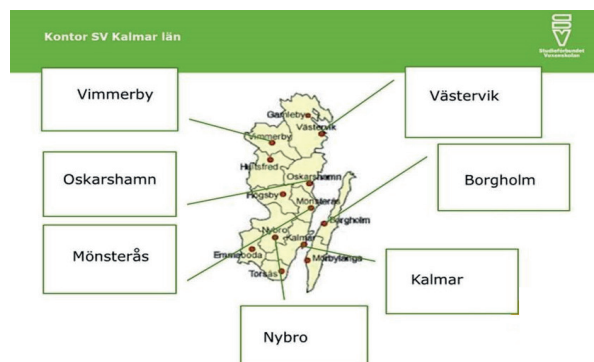 Kontor SV Kalmar län
Studieförbundet
Vuxenskolan
Vimmerby
Västervik
Oskarshamn
Borgholm
Mönsterås
Kalmar
Nybro
Gamleby
Västervik
Vimmerby
Hultsfred
Oskarshamn
Högsby
Mönsterås
Borgholm
Nybro
Kalmar
Emmaboda
Mörbylånga
Torsås